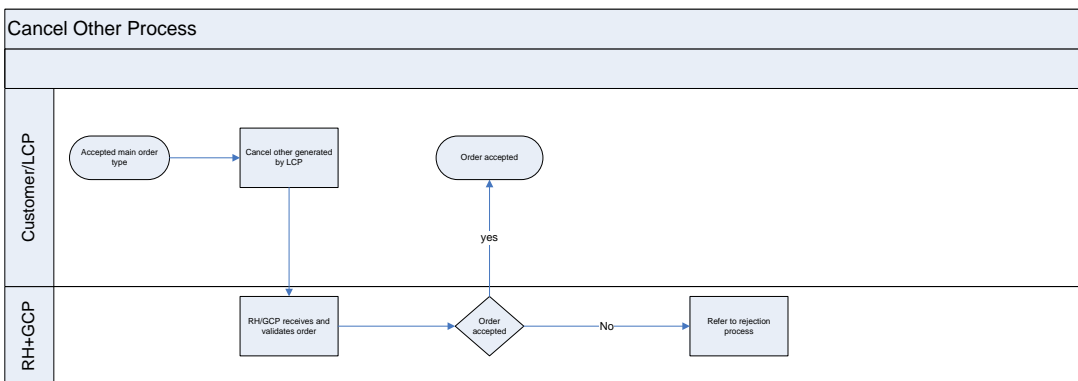 Cancel Other Process
Customer/LCP
Accepted main order
type
Cancel other generated
by LCP
Order accepted
yes
RH+GCP
RH/GCP receives and
validates order
Order
accepted
No
Refer to rejection
process